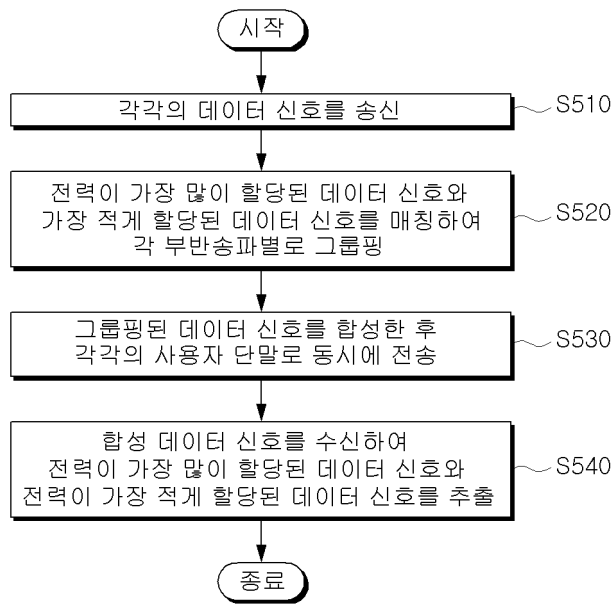 시작
각각의 데이터 신호를 송신
S510
전력이 가장 많이 할당된 데이터 신호와
가장 적게 할당된 데이터 신호를 매칭하여
각 부반송파별로 그룹핑
S520
그룹핑된 데이터 신호를 합성한 후
각각의 사용자 단말로 동시에 전송
S530
합성 데이터 신호를 수신하여
전력이 가장 많이 할당된 데이터 신호와
전력이 가장 적게 할당된 데이터 신호를 추출
S540
종료